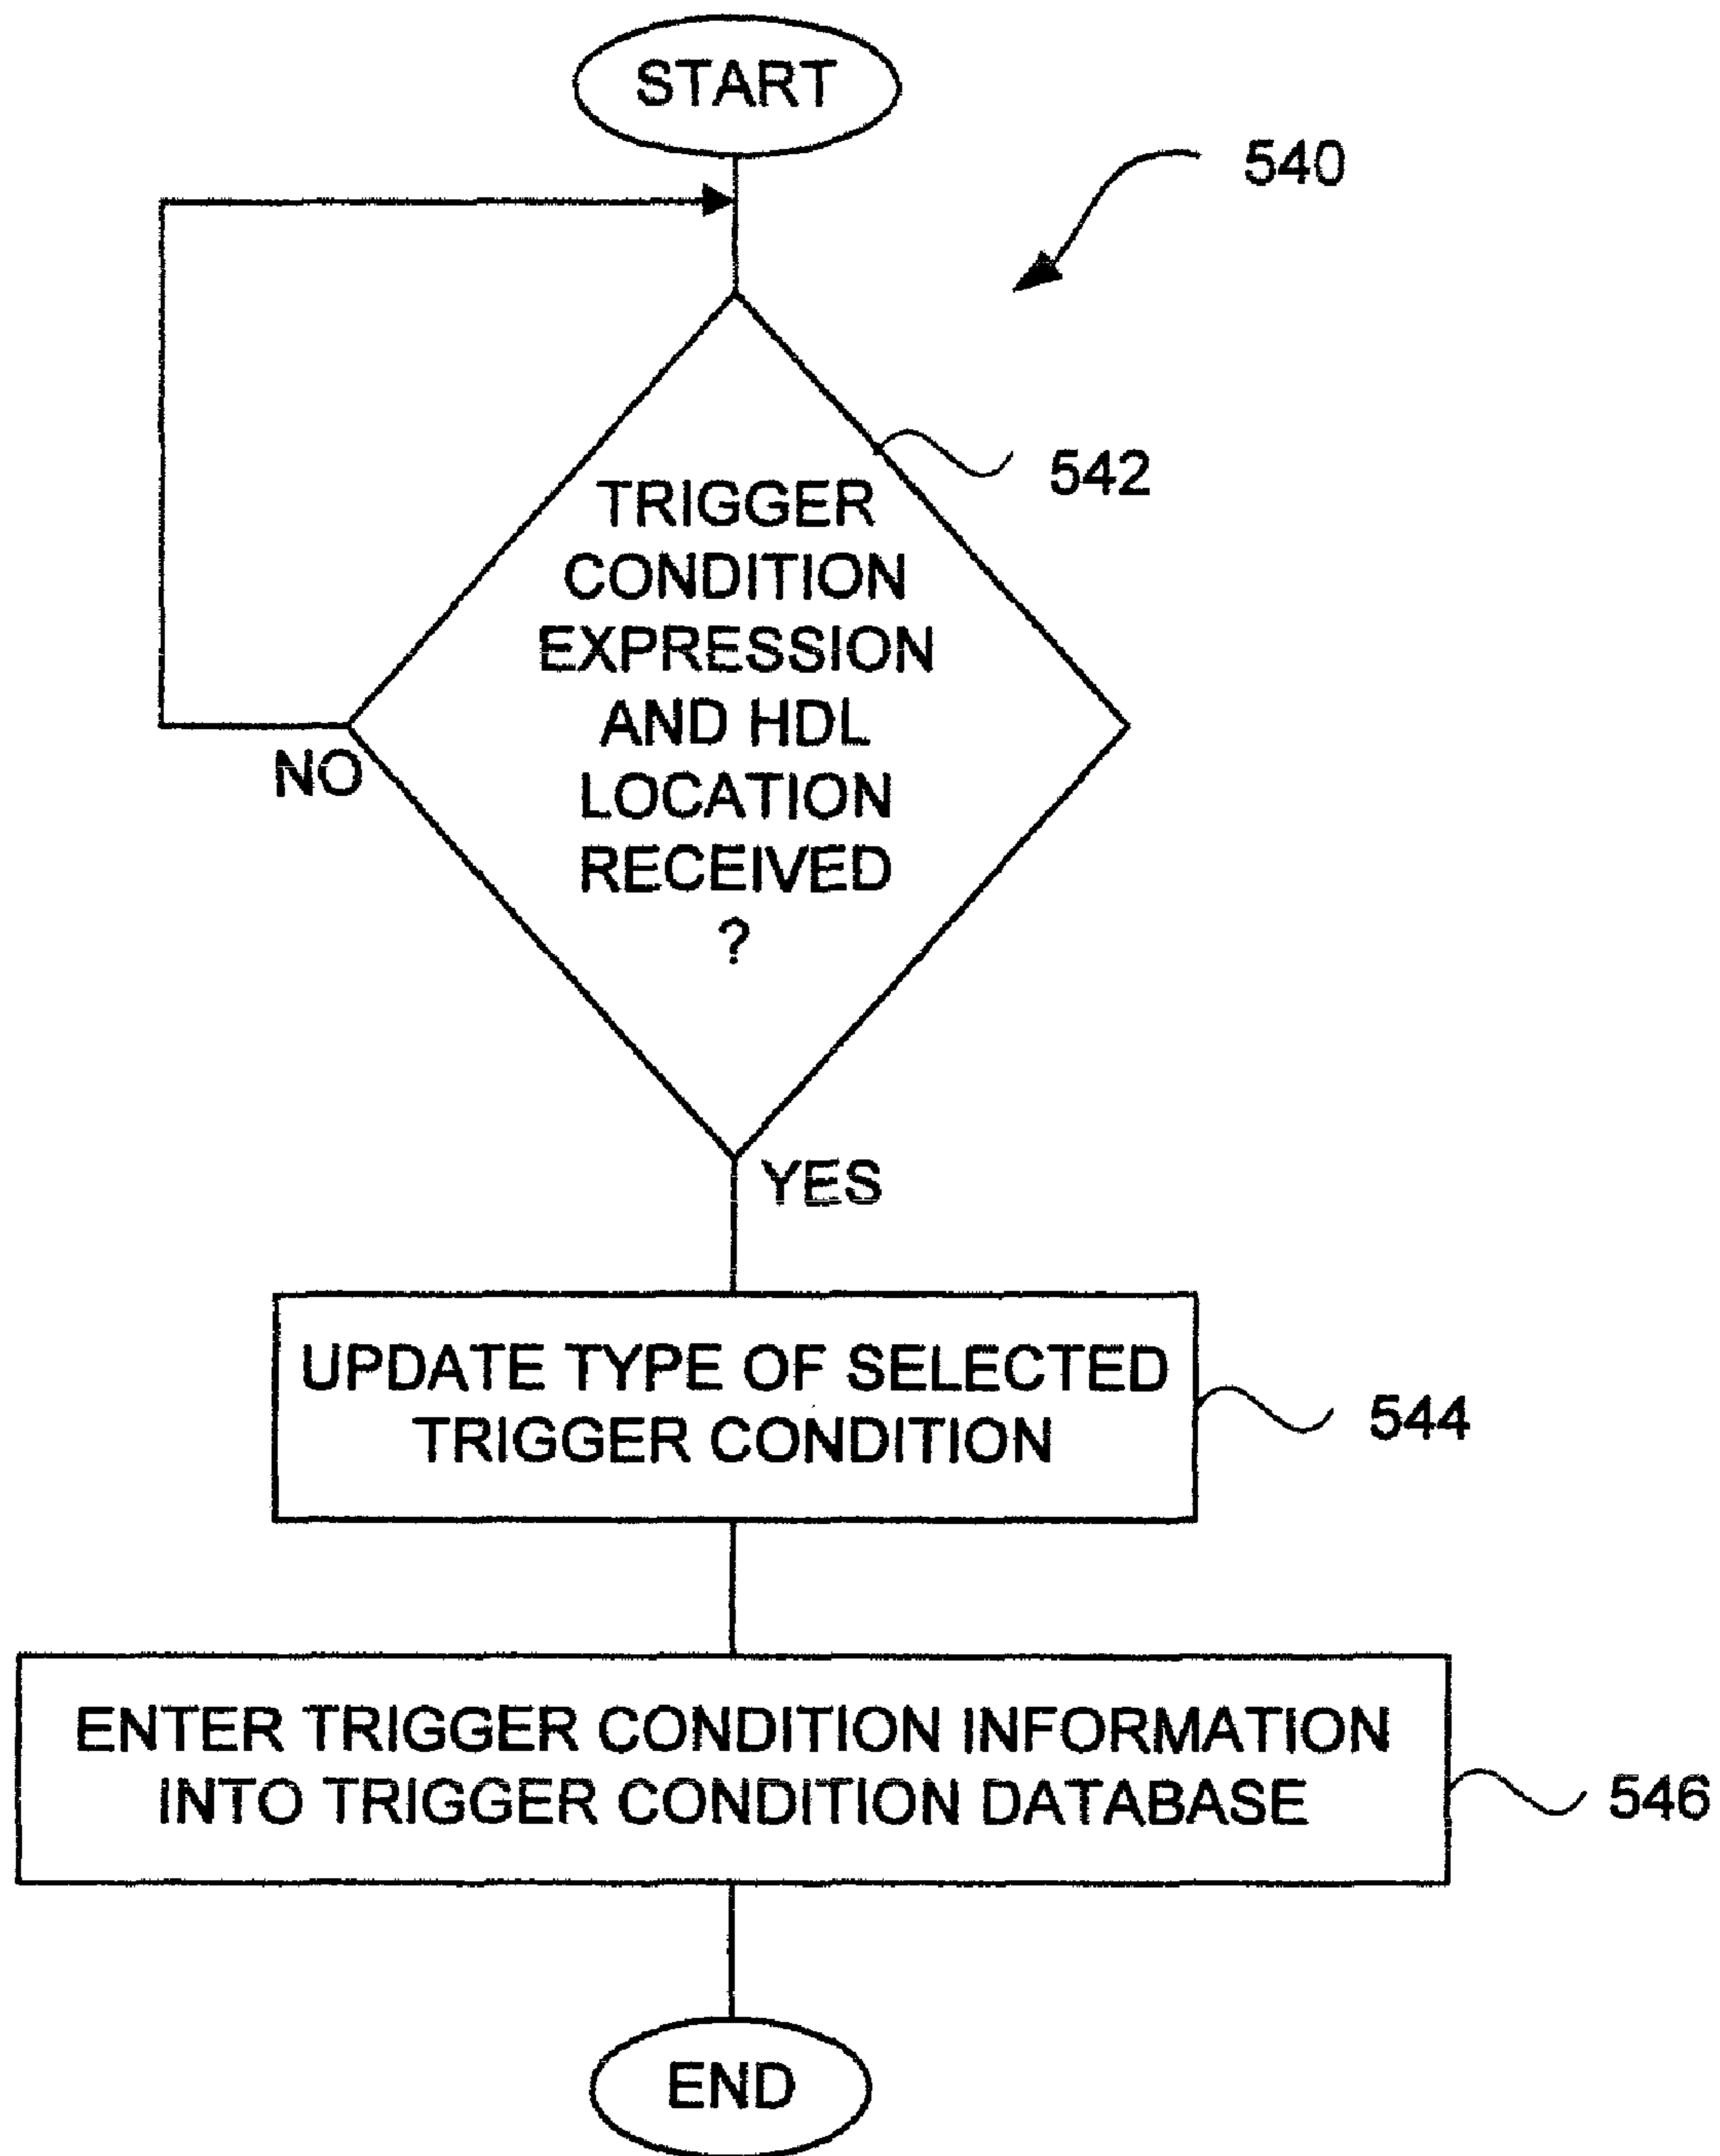 START
540
542
TRIGGER
CONDITION
EXPRESSION
AND HDL
LOCATION
RECEIVED
?
NO
YES
UPDATE TYPE OF SELECTED
TRIGGER CONDITION
544
ENTER TRIGGER CONDITION INFORMATION
INTO TRIGGER CONDITION DATABASE
546
END